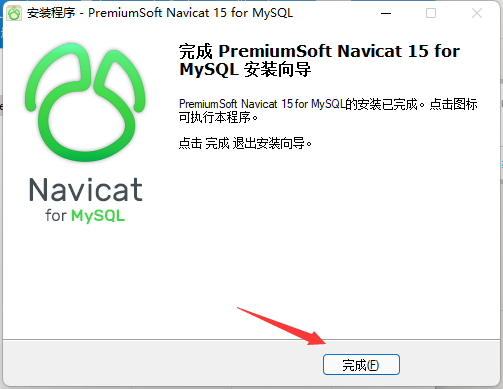 安装程序 - PremiumSoft Navicat 15 for MySQL
完成 PremiumSoft Navicat 15 for
MySQL 安装向导
PremiumSoft Navicat 15 for MySQL的安装已完成。点击图标
可执行本程序。
点击 完成 退出安装向导。
Navicat
for MySQL
完成(F)